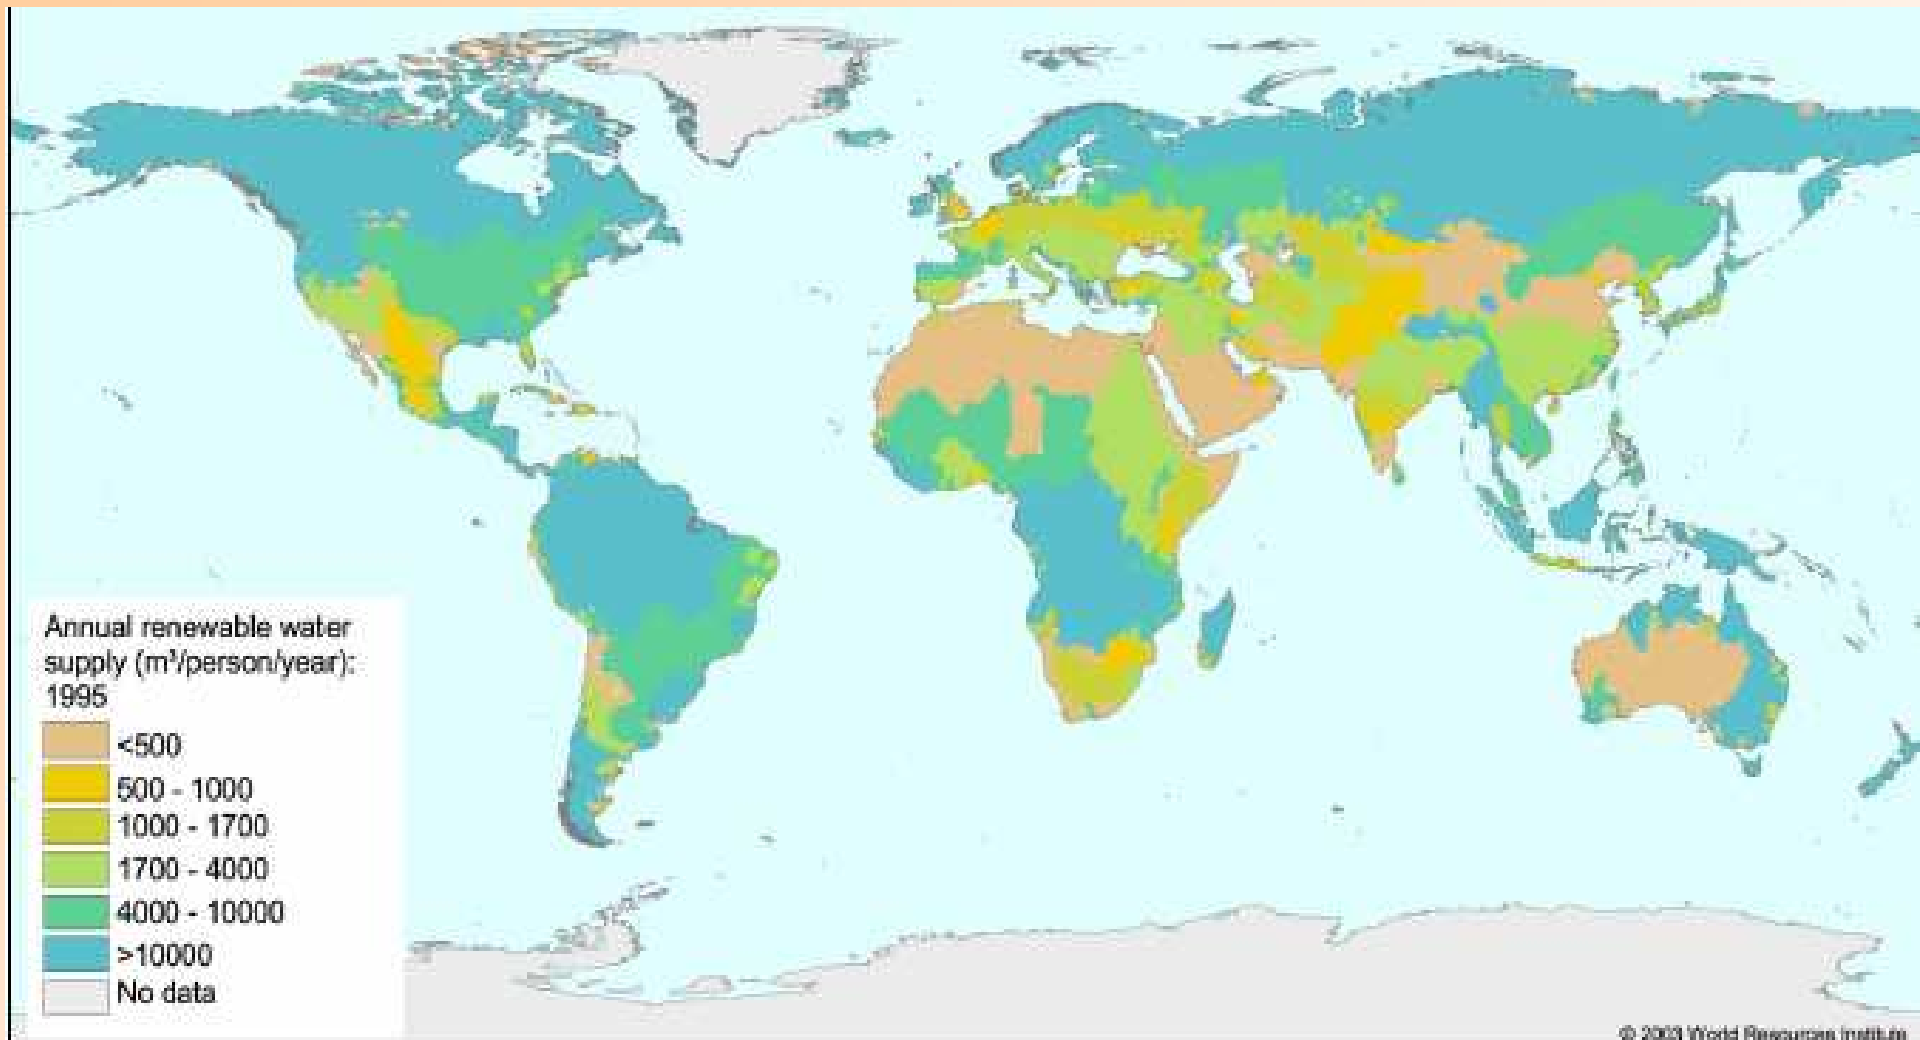 Annual renewable water
supply (m³/person/year):
1995
<500
500 - 1000
1000 - 1700
1700 - 4000
4000 - 10000
>10000
No data
© 2003 World Resources Institute